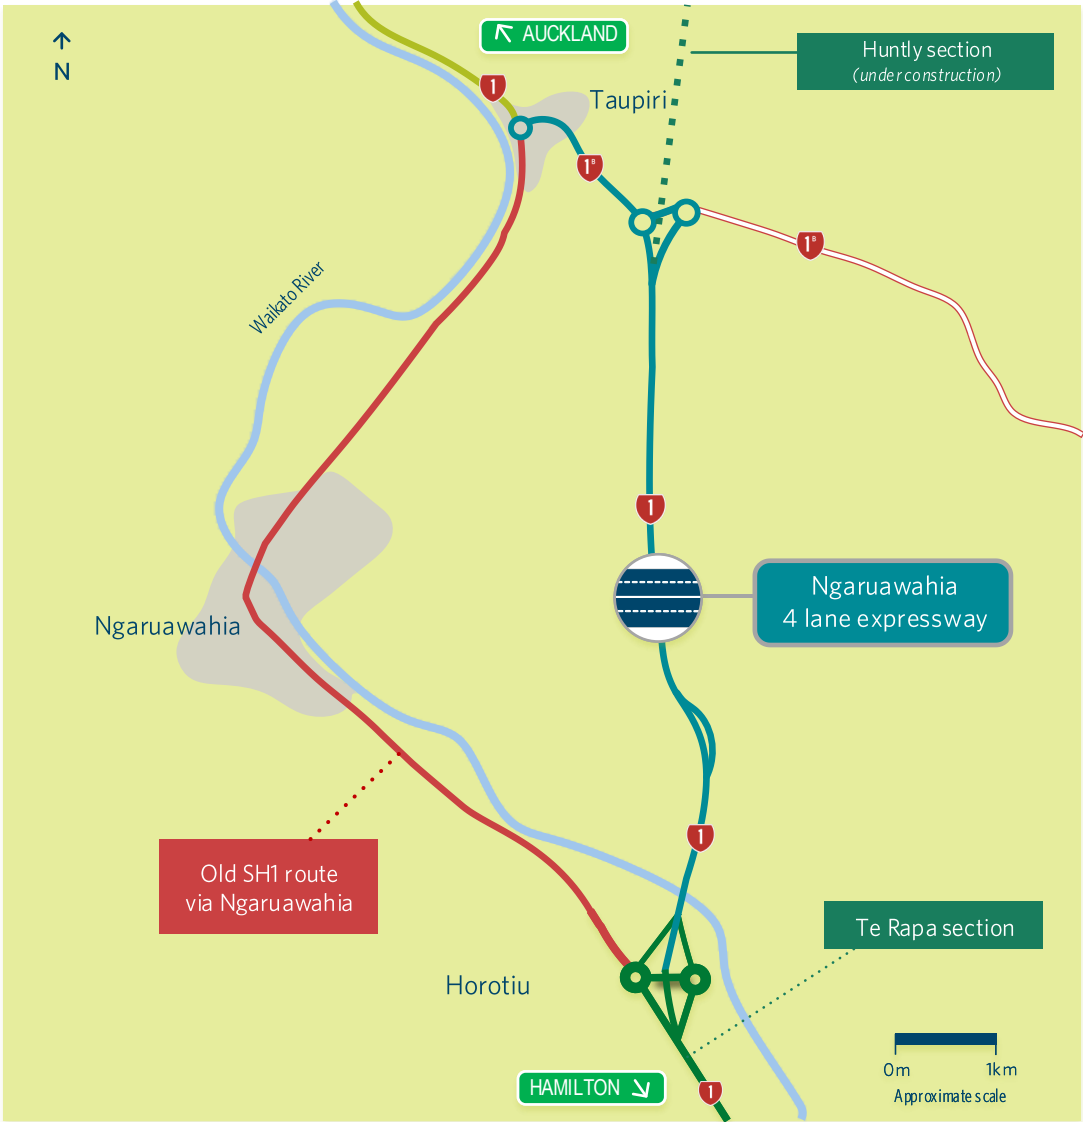 AUCKLAND
Huntly section
(under construction)
N
1
Taupiri
1B
1B
Waikato River
1
Ngaruawahia
4 lane expressway
Ngaruawahia
1
Old SH1 route
via Ngaruawahia
Te Rapa section
Horotiu
0m 1km
Approximate scale
HAMILTON
1